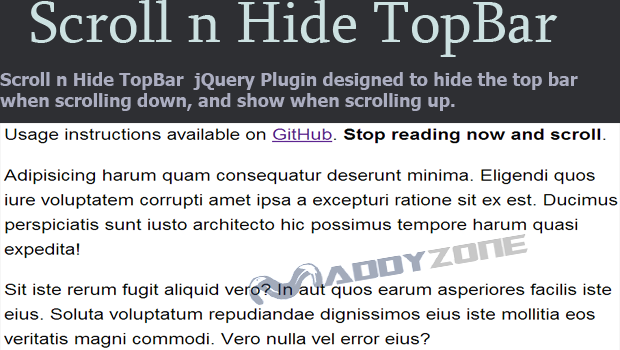 Scroll n Hide TopBar
Scroll n Hide TopBar jQuery Plugin designed to hide the top bar
when scrolling down, and show when scrolling up.
Usage instructions available on GitHub. Stop reading now and scroll.
Adipisicing harum quam consequatur deserunt minima. Eligendi quos
iure voluptatem corrupti amet ipsa a excepturi ratione sit ex est. Ducimus
perspiciatis sunt iusto architecto hic possimus tempore harum quasi
expedita!
MADDYZONE
Sit iste rerum fugit aliquid vero? In aut quos earum asperiores facilis iste
eius. Soluta voluptatum repudiandae dignissimos eius iste mollitia eos
veritatis magni commodi. Vero nulla vel error eius?